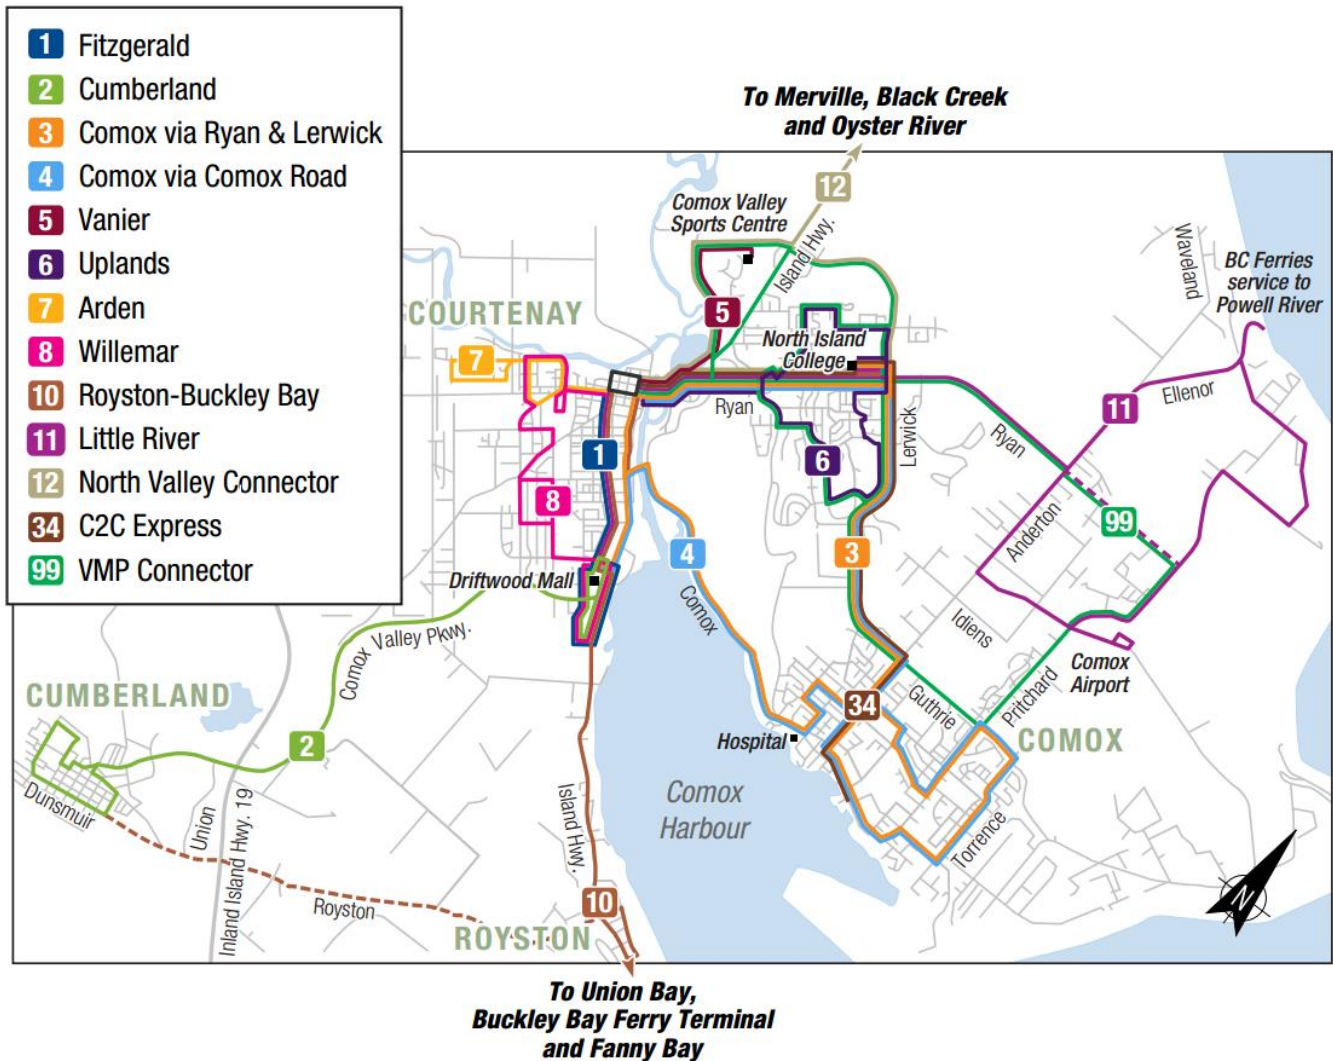 1 Fitzgerald
2 Cumberland
3 Comox via Ryan & Lerwick
4 Comox via Comox Road
5 Vanier
6 Uplands
7 Arden
8 Willemar
10 Royston-Buckley Bay
11 Little River
12 North Valley Connector
34 C2C Express
99 VMP Connector
To Merville, Black Creek
and Oyster River
12
Comox Valley
Sports Centre
Island Hwy.
Waveland
BC Ferries
service to
Powell River
COURTENAY
5
North Island
College
7
Ryan
Lerwick
Ryan
11
Ellenor
1
6
8
99
Anderton
Driftwood Mall
4
3
Comox
Idiens
Comox
Airport
Comox Valley Pkwy.
CUMBERLAND
34
Guthrie
Pritchard
COMOX
2
Hospital
Dunsmuir
Union
Inland Island Hwy. 19
Island Hwy.
Comox
Harbour
Torrence
Royston
10
ROYSTON
N
To Union Bay,
Buckley Bay Ferry Terminal
and Fanny Bay